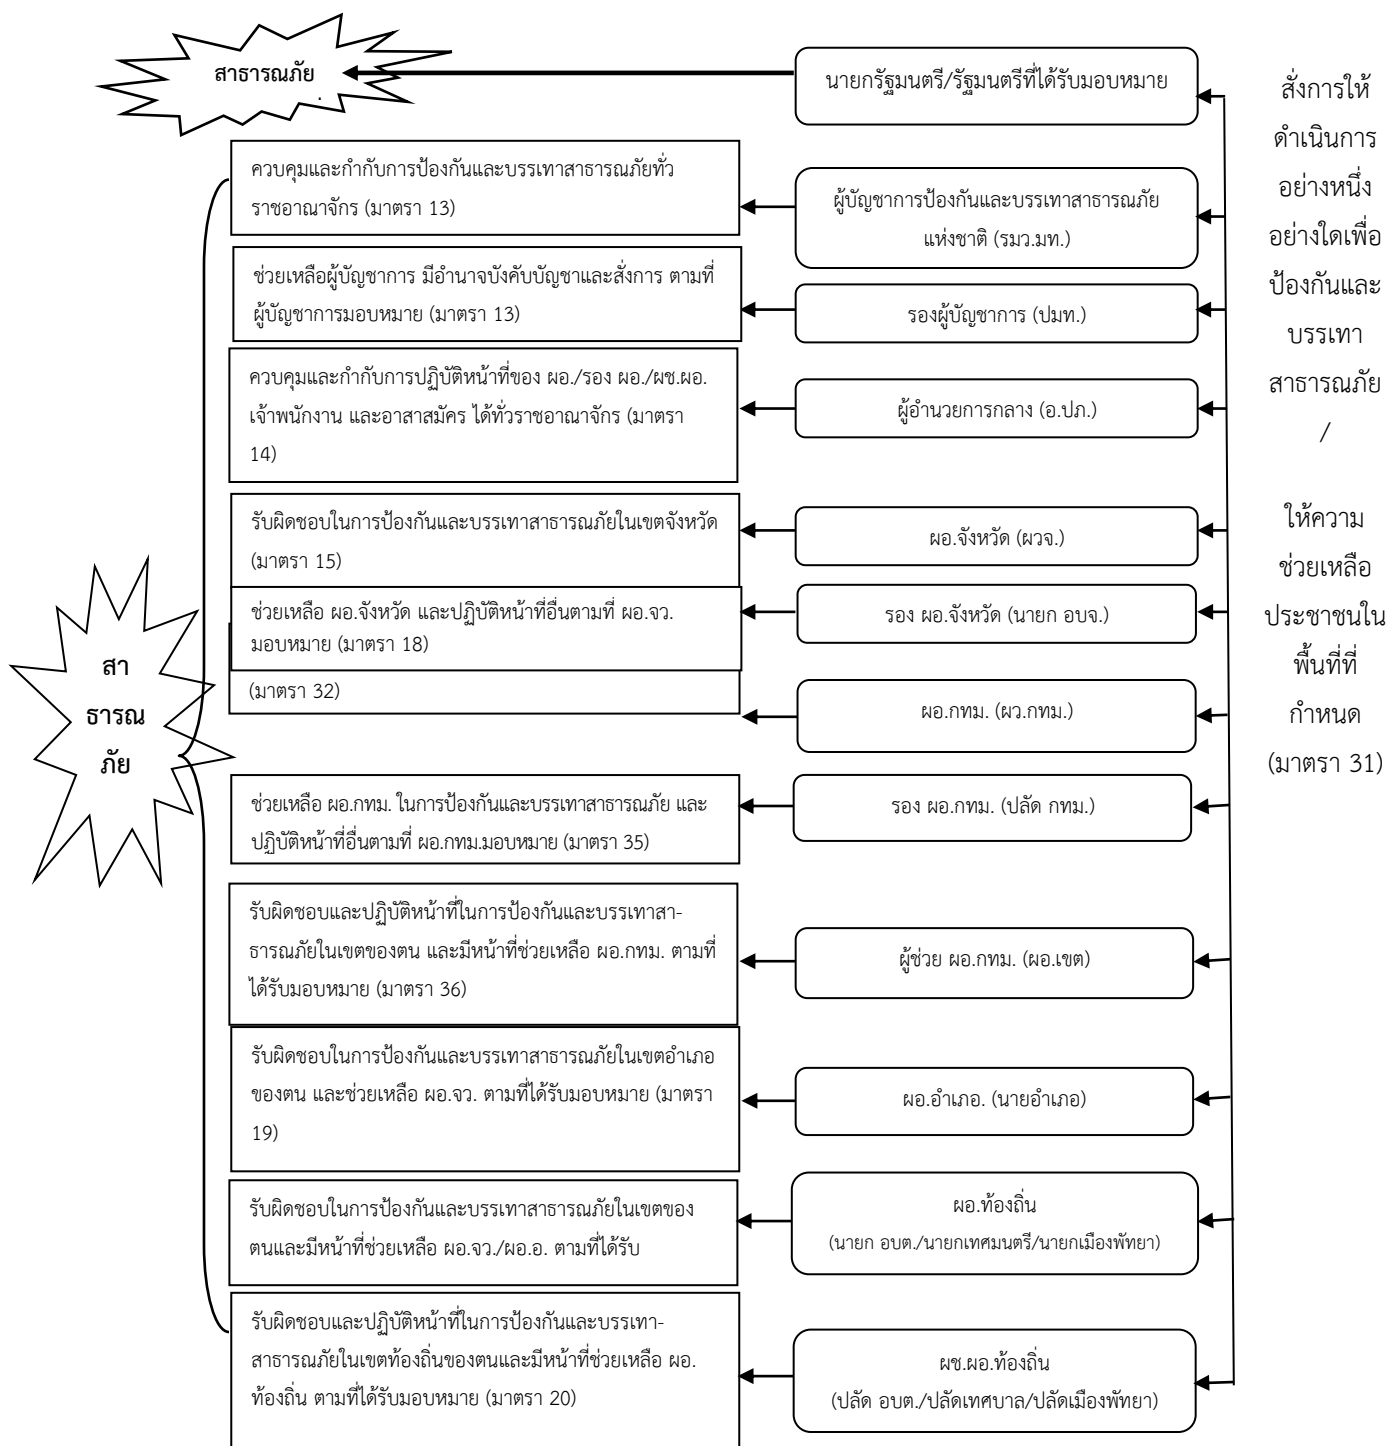 สาธารณภัย
.
นายกรัฐมนตรี/รัฐมนตรีที่ได้รับมอบหมาย
ควบคุมและกำกับการป้องกันและบรรเทาสาธารณภัยทั่ว
ราชอาณาจักร (มาตรา 13)
ผู้บัญชาการป้องกันและบรรเทาสาธารณภัย
แห่งชาติ (รมว.มท.)
ช่วยเหลือผู้บัญชาการ มีอำนาจบังคับบัญชาและสั่งการ ตามที่
ผู้บัญชาการมอบหมาย (มาตรา 13)
รองผู้บัญชาการ (ปมท.)
ควบคุมและกำกับการปฏิบัติหน้าที่ของ ผอ./รอง ผอ./ผช.ผอ.
เจ้าพนักงาน และอาสาสมัคร ได้ทั่วราชอาณาจักร (มาตรา
14)
ผู้อำนวยการกลาง (อ.ปภ.)
รับผิดชอบในการป้องกันและบรรเทาสาธารณภัยในเขตจังหวัด
(มาตรา 15)
ผอ.จังหวัด (ผวจ.)
ช่วยเหลือ ผอ.จังหวัด และปฏิบัติหน้าที่อื่นตามที่ ผอ.จว.
มอบหมาย (มาตรา 18)
รอง ผอ.จังหวัด (นายก อบจ.)
(มาตรา 32)
ผอ.กทม. (ผว.กทม.)
ช่วยเหลือ ผอ.กทม. ในการป้องกันและบรรเทาสาธารณภัย และ
ปฏิบัติหน้าที่อื่นตามที่ ผอ.กทม.มอบหมาย (มาตรา 35)
รอง ผอ.กทม. (ปลัด กทม.)
รับผิดชอบและปฏิบัติหน้าที่ในการป้องกันและบรรเทาสา-
ธารณภัยในเขตของตน และมีหน้าที่ช่วยเหลือ ผอ.กทม. ตามที่
ได้รับมอบหมาย (มาตรา 36)
ผู้ช่วย ผอ.กทม. (ผอ.เขต)
รับผิดชอบในการป้องกันและบรรเทาสาธารณภัยในเขตอำเภอ
ของตน และช่วยเหลือ ผอ.จว. ตามที่ได้รับมอบหมาย (มาตรา
19)
ผอ.อำเภอ. (นายอำเภอ)
รับผิดชอบในการป้องกันและบรรเทาสาธารณภัยในเขตของ
ตนและมีหน้าที่ช่วยเหลือ ผอ.จว./ผอ.อ. ตามที่ได้รับ
ผอ.ท้องถิ่น
(นายก อบต./นายกเทศมนตรี/นายกเมืองพัทยา)
รับผิดชอบและปฏิบัติหน้าที่ในการป้องกันและบรรเทา-
สาธารณภัยในเขตท้องถิ่นของตนและมีหน้าที่ช่วยเหลือ ผอ.
ท้องถิ่น ตามที่ได้รับมอบหมาย (มาตรา 20)
ผช.ผอ.ท้องถิ่น
(ปลัด อบต./ปลัดเทศบาล/ปลัดเมืองพัทยา)
สา
ธารณ
ภัย
สั่งการให้
ดำเนินการ
อย่างหนึ่ง
อย่างใดเพื่อ
ป้องกันและ
บรรเทา
สาธารณภัย
/
ให้ความ
ช่วยเหลือ
ประชาชนใน
พื้นที่ที่
กำหนด
(มาตรา 31)